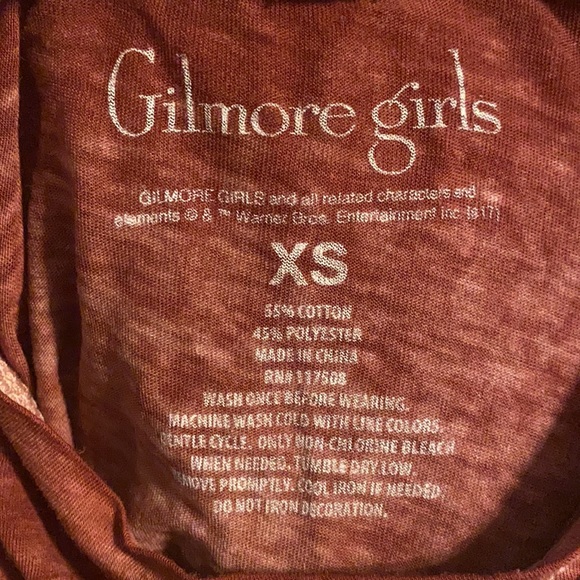 Gilmore girls
GILMORE GIRLS and all related characters and
elements © & ™ Warner Bros. Entertainment Inc. (s17)
XS
55% COTTON
45% POLYESTER
MADE IN CHINA
RN# 117508
WASH ONCE BEFORE WEARING.
MACHINE WASH COLD WITH LIKE COLORS.
GENTLE CYCLE. ONLY NON-CHLORINE BLEACH
WHEN NEEDED. TUMBLE DRY LOW.
MOVE PROMPTLY. COOL IRON IF NEEDED.
DO NOT IRON DECORATION.